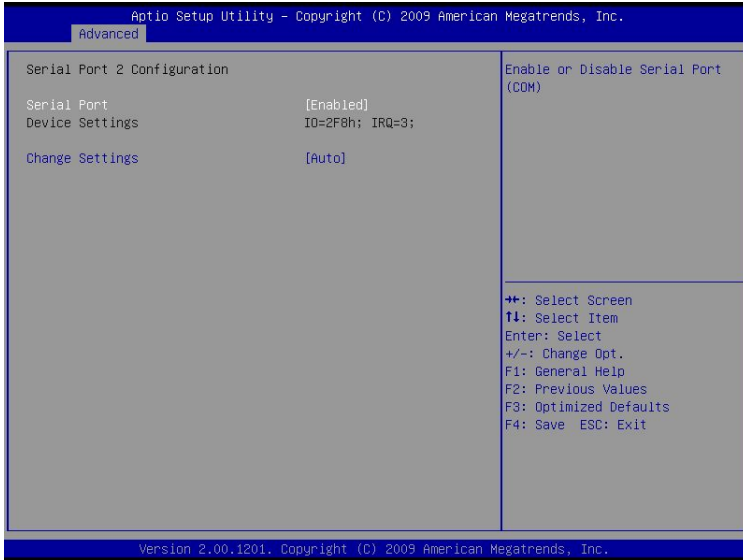 Aptio Setup Utility – Copyright (C) 2009 American Megatrends, Inc.
Advanced
Serial Port 2 Configuration
Serial Port [Enabled]
Device Settings IO=2F8h; IRQ=3;
Change Settings [Auto]
Enable or Disable Serial Port
(COM)
→←: Select Screen
↑↓: Select Item
Enter: Select
+/-: Change Opt.
F1: General Help
F2: Previous Values
F3: Optimized Defaults
F4: Save ESC: Exit
Version 2.00.1201. Copyright (C) 2009 American Megatrends, Inc.